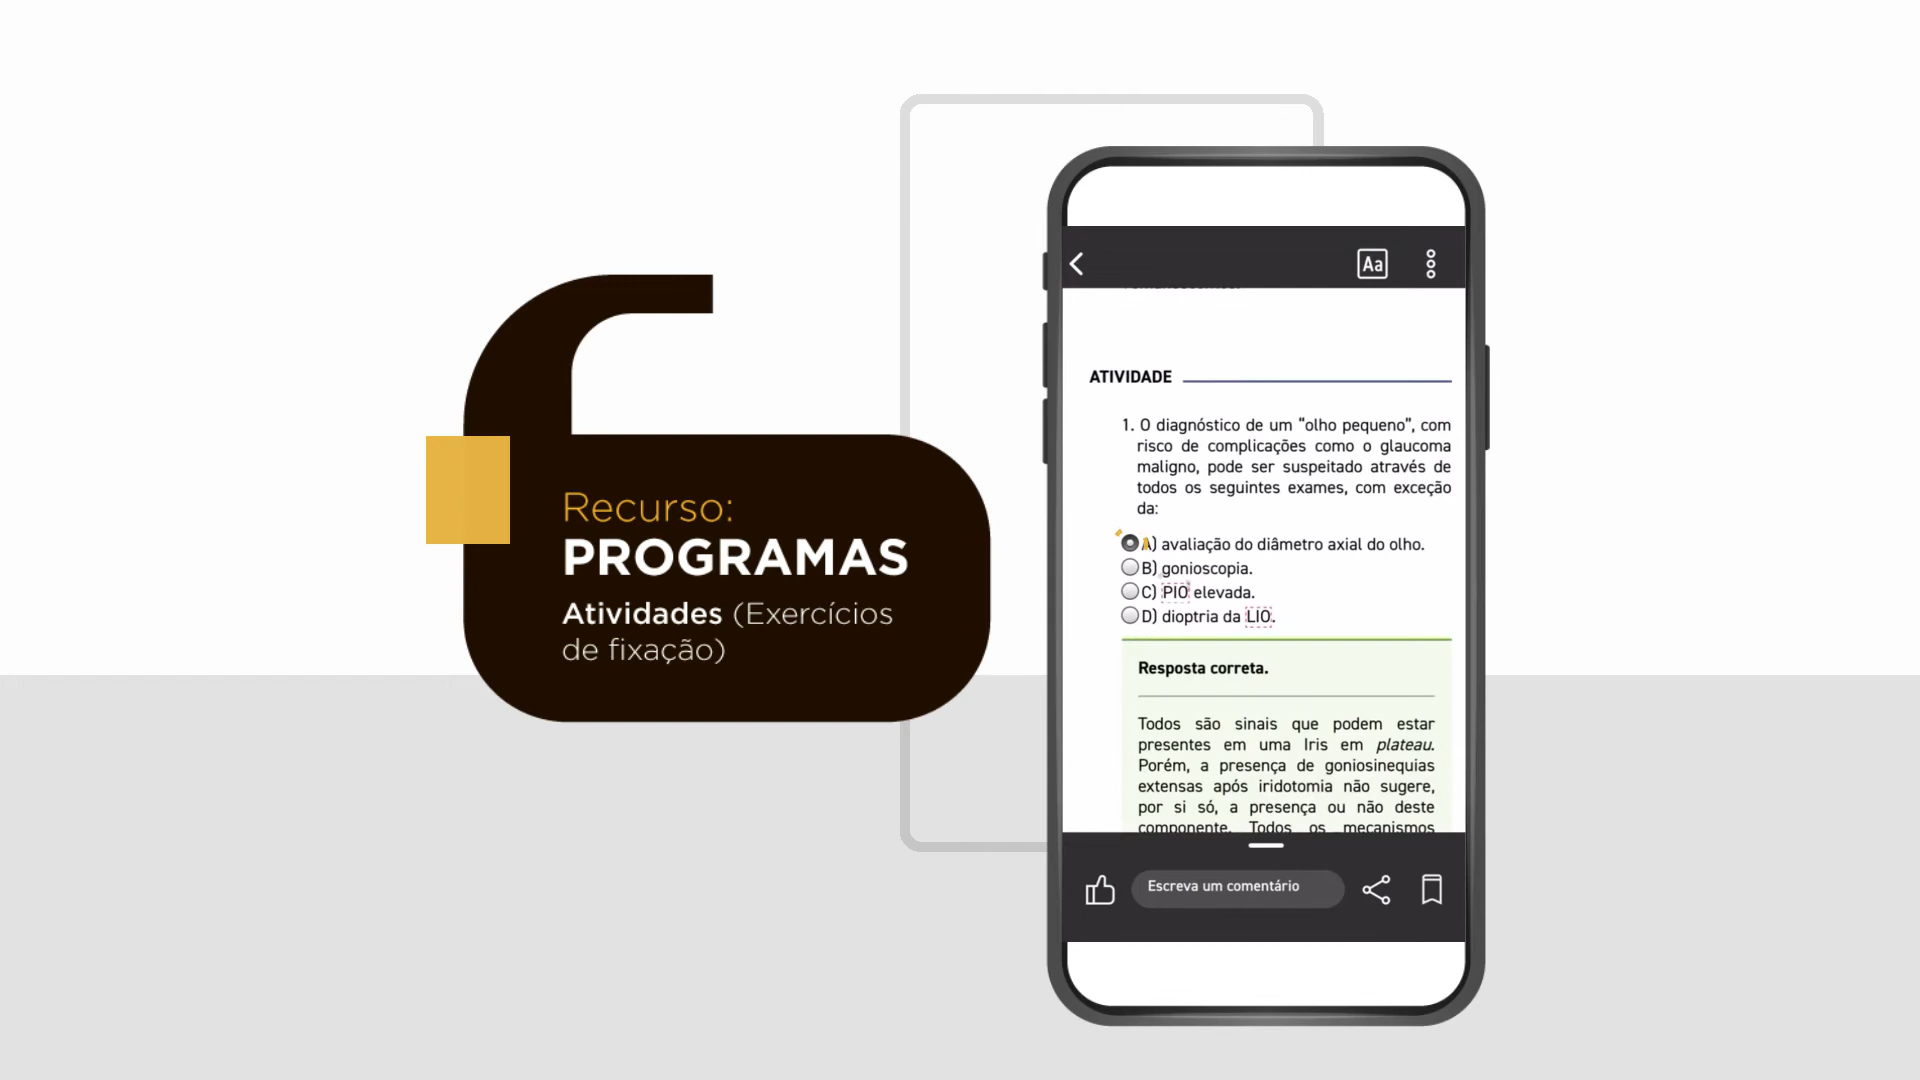 Recurso:
PROGRAMAS
Atividades (Exercícios
de fixação)
Aa
ATIVIDADE
1. O diagnóstico de um “olho pequeno”, com
risco de complicações como o glaucoma
maligno, pode ser suspeitado através de
todos os seguintes exames, com exceção
da:
A) avaliação do diâmetro axial do olho.
B) gonioscopia.
C) PIO elevada.
D) dioptria da LIO.
Resposta correta.
Todos são sinais que podem estar
presentes em uma Iris em plateau.
Porém, a presença de goniosinequias
extensas após iridotomia não sugere,
por si só, a presença ou não deste
componente. Todos os mecanismos
Escreva um comentário